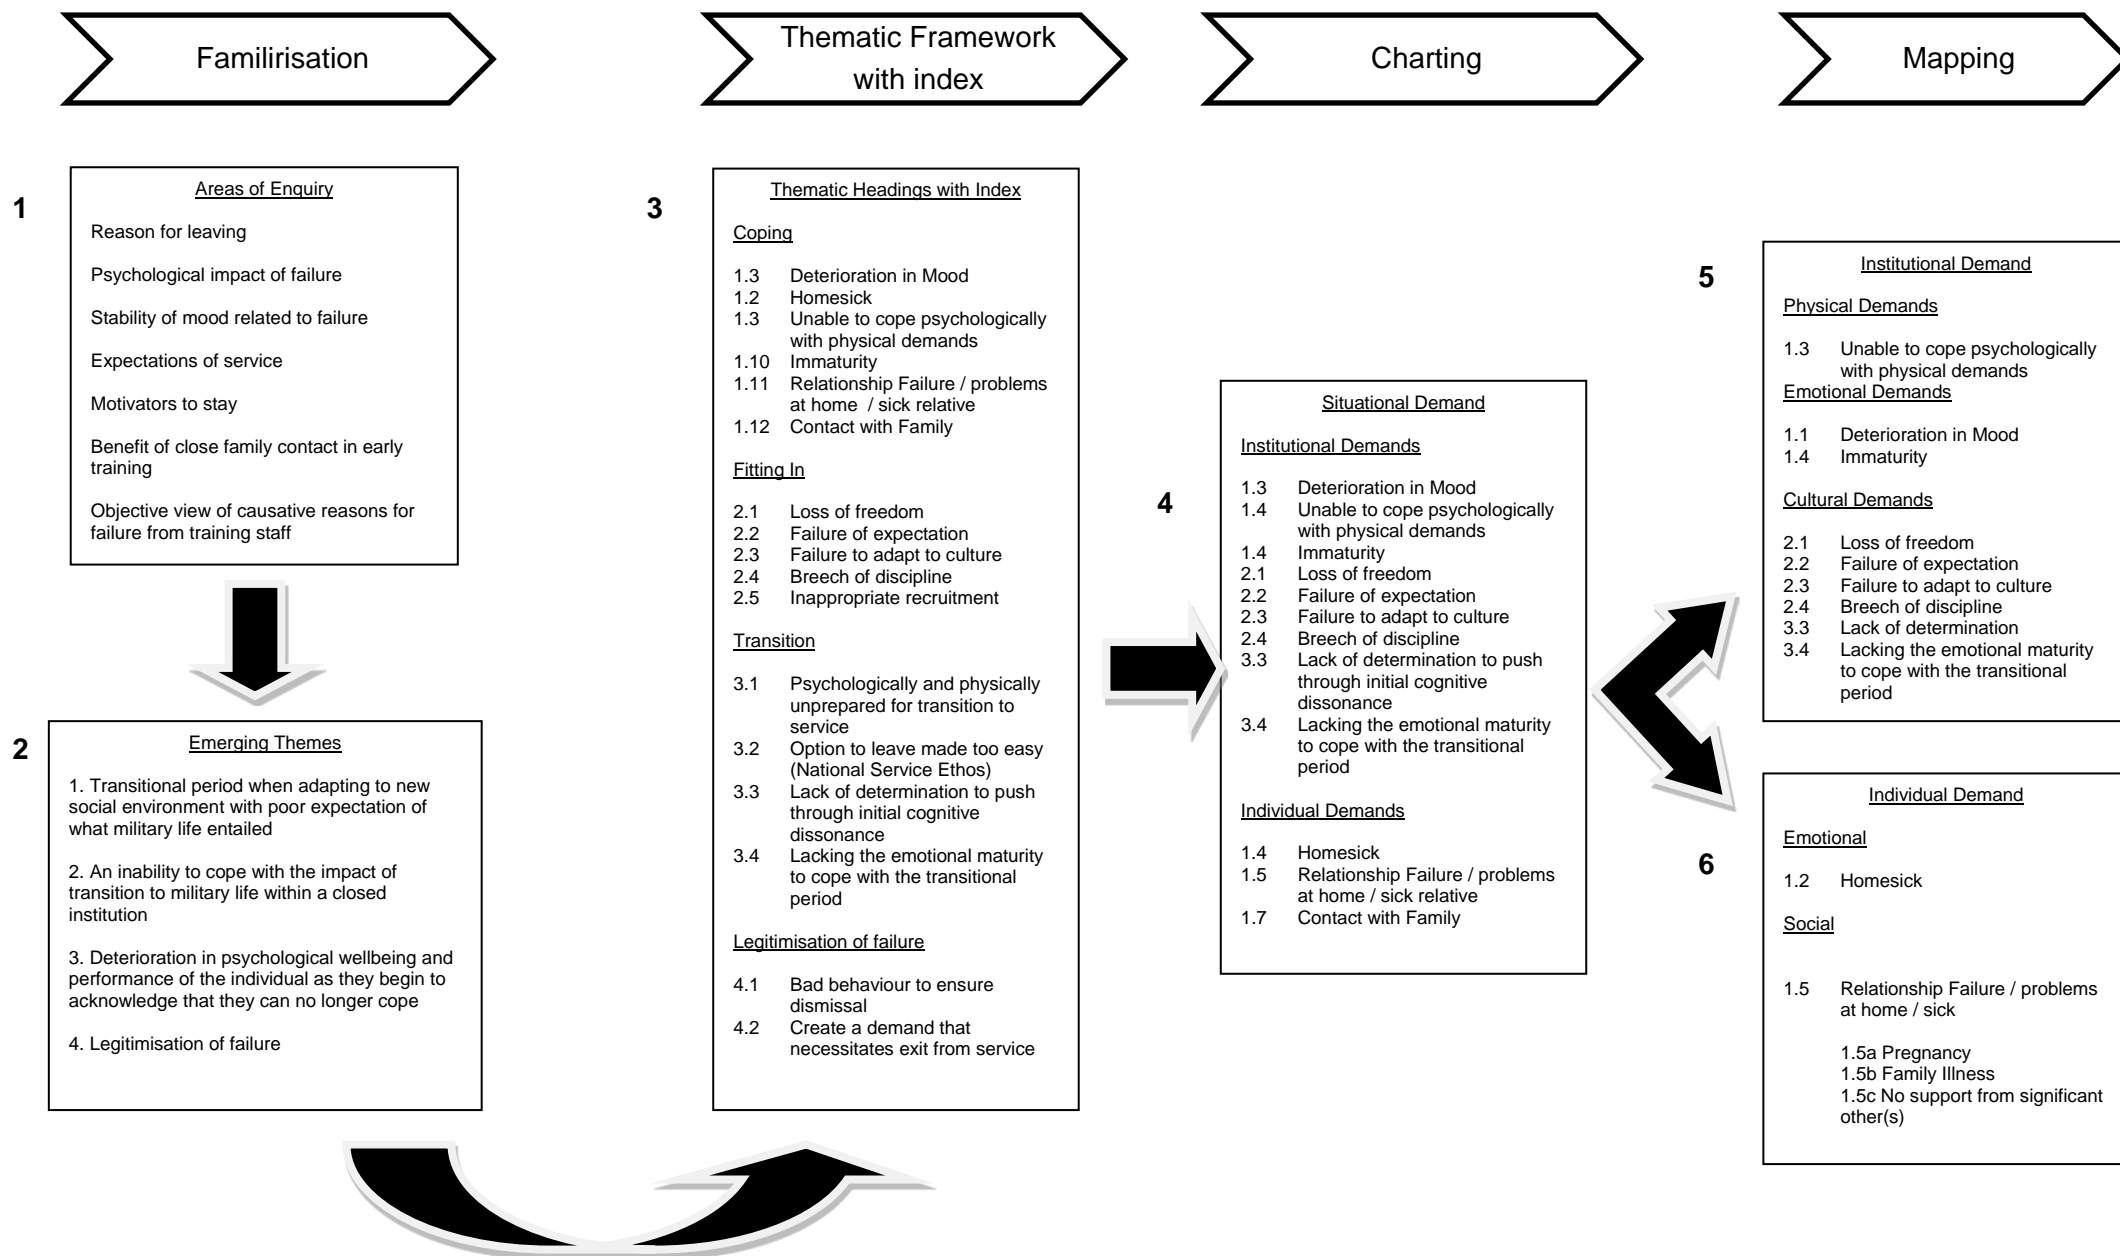 Familirisation
Thematic Framework
with index
Charting
Mapping
1
Areas of Enquiry
Reason for leaving
Psychological impact of failure
Stability of mood related to failure
Expectations of service
Motivators to stay
Benefit of close family contact in early
training
Objective view of causative reasons for
failure from training staff
2
Emerging Themes
1. Transitional period when adapting to new
social environment with poor expectation of
what military life entailed
2. An inability to cope with the impact of
transition to military life within a closed
institution
3. Deterioration in psychological wellbeing and
performance of the individual as they begin to
acknowledge that they can no longer cope
4. Legitimisation of failure
3
Thematic Headings with Index
Coping
1.3 Deterioration in Mood
1.2 Homesick
1.3 Unable to cope psychologically
with physical demands
1.10 Immaturity
1.11 Relationship Failure / problems
at home / sick relative
1.12 Contact with Family
Fitting In
2.1 Loss of freedom
2.2 Failure of expectation
2.3 Failure to adapt to culture
2.4 Breech of discipline
2.5 Inappropriate recruitment
Transition
3.1 Psychologically and physically
unprepared for transition to
service
3.2 Option to leave made too easy
(National Service Ethos)
3.3 Lack of determination to push
through initial cognitive
dissonance
3.4 Lacking the emotional maturity
to cope with the transitional
period
Legitimisation of failure
4.1 Bad behaviour to ensure
dismissal
4.2 Create a demand that
necessitates exit from service
4
Situational Demand
Institutional Demands
1.3 Deterioration in Mood
1.4 Unable to cope psychologically
with physical demands
1.4 Immaturity
2.1 Loss of freedom
2.2 Failure of expectation
2.3 Failure to adapt to culture
2.4 Breech of discipline
3.3 Lack of determination to push
through initial cognitive
dissonance
3.4 Lacking the emotional maturity
to cope with the transitional
period
Individual Demands
1.4 Homesick
1.5 Relationship Failure / problems
at home / sick relative
1.7 Contact with Family
5
Institutional Demand
Physical Demands
1.3 Unable to cope psychologically
with physical demands
Emotional Demands
1.1 Deterioration in Mood
1.4 Immaturity
Cultural Demands
2.1 Loss of freedom
2.2 Failure of expectation
2.3 Failure to adapt to culture
2.4 Breech of discipline
3.3 Lack of determination
3.4 Lacking the emotional maturity
to cope with the transitional
period
6
Individual Demand
Emotional
1.2 Homesick
Social
1.5 Relationship Failure / problems
at home / sick
1.5a Pregnancy
1.5b Family Illness
1.5c No support from significant
other(s)